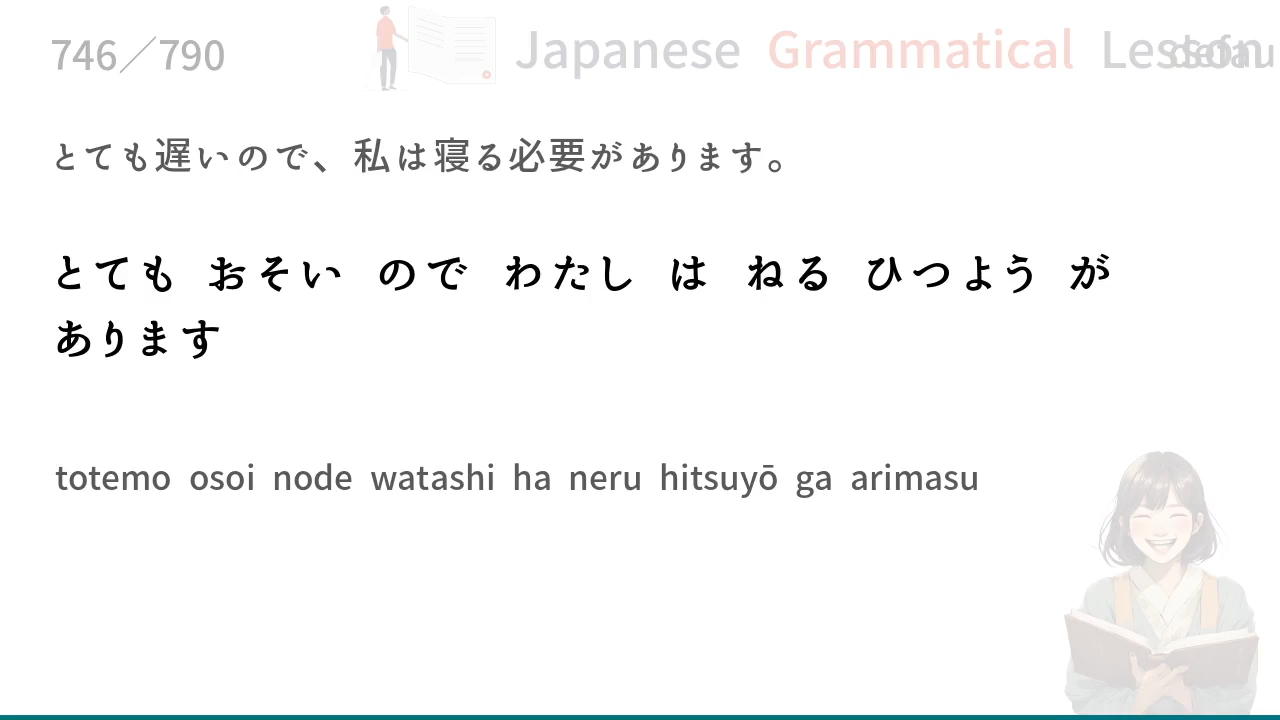 746／790
Japanese Grammatical Lesson
とても遅いので、私は寝る必要があります。
とても おそい ので わたし は ねる ひつよう が
あります
totemo osoi node watashi ha neru hitsuyō ga arimasu